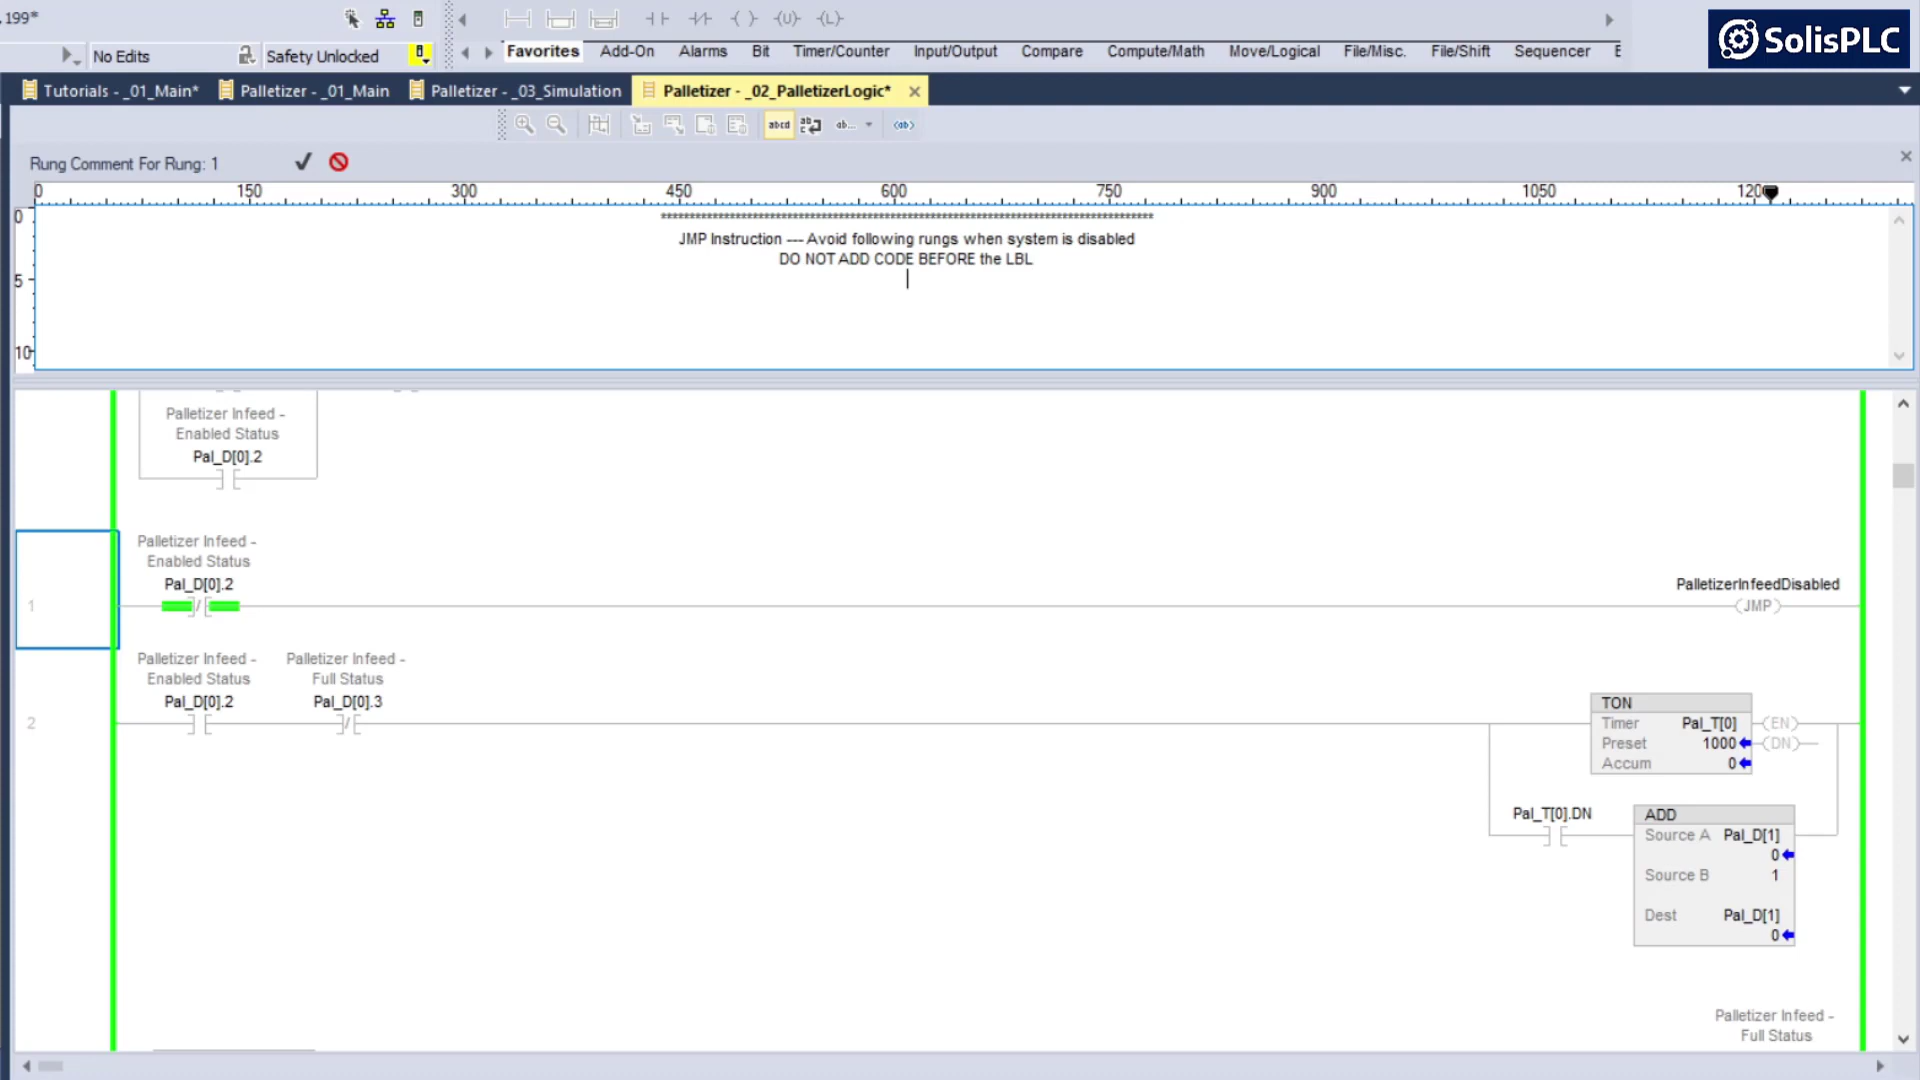 .199*
No Edits
Safety Unlocked
Favorites Add-On Alarms Bit Timer/Counter Input/Output Compare Compute/Math Move/Logical File/Misc. File/Shift Sequencer E
SolisPLC
Tutorials - _01_Main* Palletizer - _01_Main Palletizer - _03_Simulation Palletizer - _02_PalletizerLogic*
abcd ab c ab... <ab>
Rung Comment For Rung: 1
0 150 300 450 600 750 900 1050 120
0
5
10
******************************************************************************************
JMP Instruction --- Avoid following rungs when system is disabled
DO NOT ADD CODE BEFORE the LBL
Palletizer Infeed -
Enabled Status
Pal_D[0].2
Palletizer Infeed -
Enabled Status
Pal_D[0].2
PalletizerInfeedDisabled
1
JMP
Palletizer Infeed -
Enabled Status
Pal_D[0].2
Palletizer Infeed -
Full Status
Pal_D[0].3
2
TON
Timer Pal_T[0] EN
Preset 1000 DN
Accum 0
Pal_T[0].DN
ADD
Source A Pal_D[1]
0
Source B 1
Dest Pal_D[1]
0
Palletizer Infeed -
Full Status